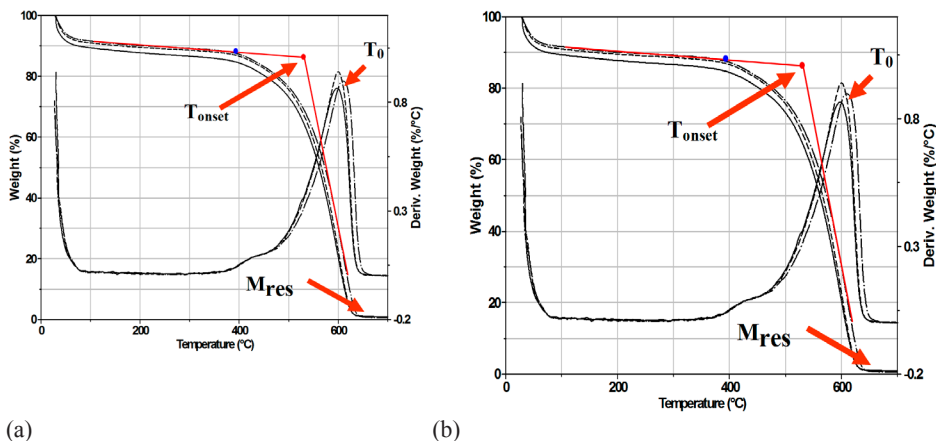 100
80
60
40
20
0
Weight (%)
0
200
400
600
Temperature (°C)
0.8
0.3
-0.2
Deriv. Weight (%/°C)
T0
Tonset
Mres
(a)
100
80
60
40
20
0
Weight (%)
0
200
400
600
Temperature (°C)
0.8
0.3
-0.2
Deriv. Weight (%/°C)
T0
Tonset
Mres
(b)